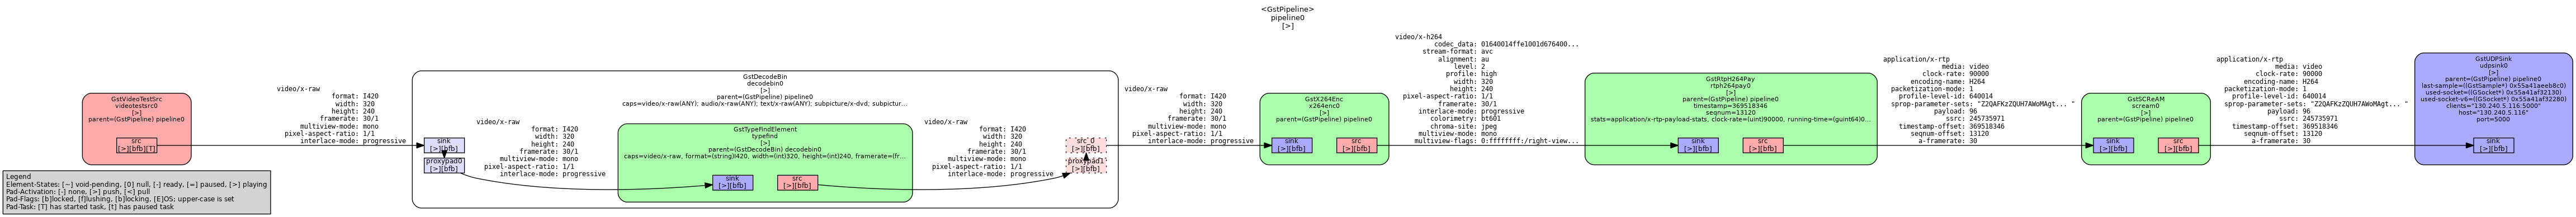 <GstPipeline>
pipeline0
[>]
GstVideoTestSrc
videotestsrc0
[>]
parent=(GstPipeline) pipeline0
src
[>][bfb][T]
video/x-raw
format: I420
width: 320
height: 240
framerate: 30/1
multiview-mode: mono
pixel-aspect-ratio: 1/1
interlace-mode: progressive
GstDecodeBin
decodebin0
[>]
parent=(GstPipeline) pipeline0
caps=video/x-raw(ANY); audio/x-raw(ANY); text/x-raw(ANY); subpicture/x-dvd; subpictur...
sink
[>][bfb]
proxypad0
[>][bfb]
video/x-raw
format: I420
width: 320
height: 240
framerate: 30/1
multiview-mode: mono
pixel-aspect-ratio: 1/1
interlace-mode: progressive
GstTypeFindElement
typefind
[>]
parent=(GstDecodeBin) decodebin0
caps=video/x-raw, format=(string)I420, width=(int)320, height=(int)240, framerate=(fr...
sink
[>][bfb]
src
[>][bfb]
video/x-raw
format: I420
width: 320
height: 240
framerate: 30/1
multiview-mode: mono
pixel-aspect-ratio: 1/1
interlace-mode: progressive
src_0
[>][bfb]
proxypad1
[>][bfb]
video/x-raw
format: I420
width: 320
height: 240
framerate: 30/1
multiview-mode: mono
pixel-aspect-ratio: 1/1
interlace-mode: progressive
GstX264Enc
x264enc0
[>]
parent=(GstPipeline) pipeline0
sink
[>][bfb]
src
[>][bfb]
video/x-h264
codec_data: 01640014ffe1001d676400...
stream-format: avc
alignment: au
level: 2
profile: high
width: 320
height: 240
pixel-aspect-ratio: 1/1
framerate: 30/1
interlace-mode: progressive
colorimetry: bt601
chroma-site: jpeg
multiview-mode: mono
multiview-flags: 0:ffffffff:/right-view...
GstRtpH264Pay
rtph264pay0
[>]
parent=(GstPipeline) pipeline0
timestamp=369518346
seqnum=13120
stats=application/x-rtp-payload-stats, clock-rate=(uint)90000, running-time=(guint64)0...
sink
[>][bfb]
src
[>][bfb]
application/x-rtp
media: video
clock-rate: 90000
encoding-name: H264
packetization-mode: 1
profile-level-id: 640014
sprop-parameter-sets: "Z2QAFKzZQUH7AWoMAgt... "
payload: 96
ssrc: 245735971
timestamp-offset: 369518346
seqnum-offset: 13120
a-framerate: 30
GstSCReAM
scream0
[>]
parent=(GstPipeline) pipeline0
sink
[>][bfb]
src
[>][bfb]
application/x-rtp
media: video
clock-rate: 90000
encoding-name: H264
packetization-mode: 1
profile-level-id: 640014
sprop-parameter-sets: "Z2QAFKzZQUH7AWoMAgt... "
payload: 96
ssrc: 245735971
timestamp-offset: 369518346
seqnum-offset: 13120
a-framerate: 30
GstUDPSink
udpsink0
[>]
parent=(GstPipeline) pipeline0
last-sample=((GstSample*) 0x55a41aeeb8c0)
used-socket=((GSocket*) 0x55a41af32130)
used-socket-v6=((GSocket*) 0x55a41af32280)
clients="130.240.5.116:5000"
host="130.240.5.116"
port=5000
sink
[>][bfb]
Legend
Element-States: [~] void-pending, [0] null, [-] ready, [=] paused, [>] playing
Pad-Activation: [-] none, [>] push, [<] pull
Pad-Flags: [b]locked, [f]lushing, [b]locking, [E]OS; upper-case is set
Pad-Task: [T] has started task, [t] has paused task